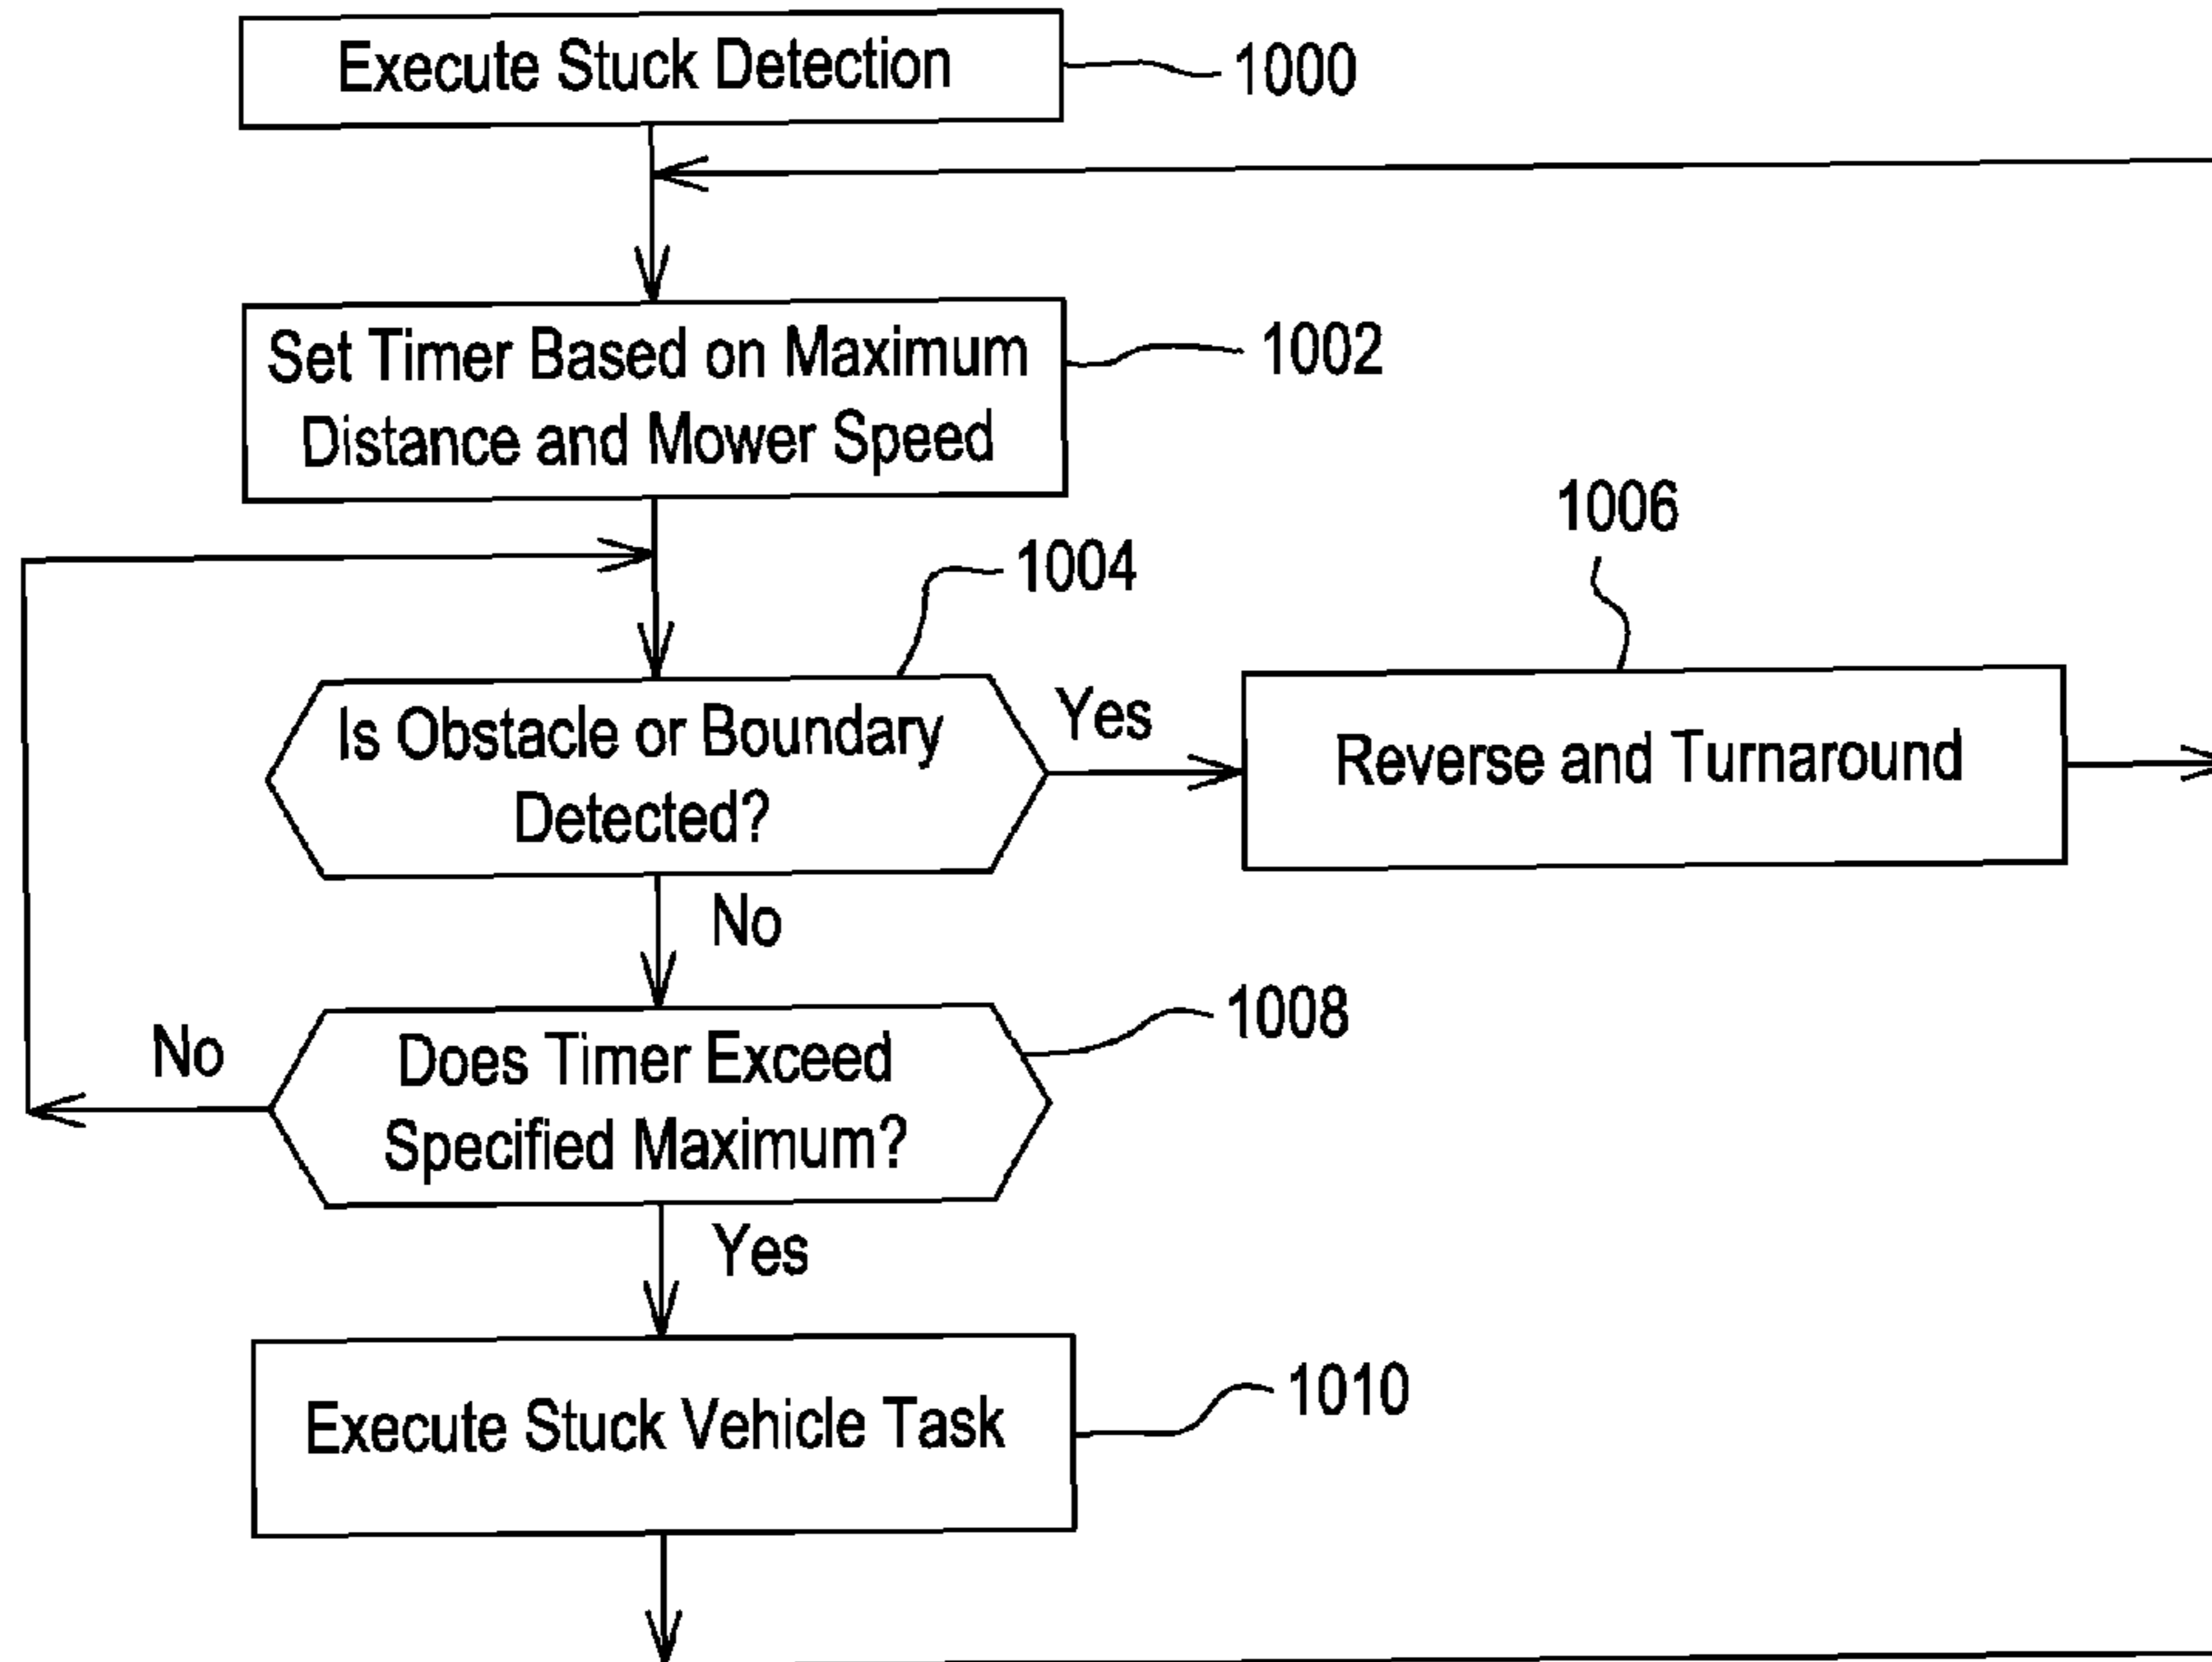 Execute Stuck Detection
1000
Set Timer Based on Maximum
Distance and Mower Speed
1002
1004
1006
Is Obstacle or Boundary
Detected?
Yes
Reverse and Turnaround
No
No
Does Timer Exceed
Specified Maximum?
1008
Yes
Execute Stuck Vehicle Task
1010